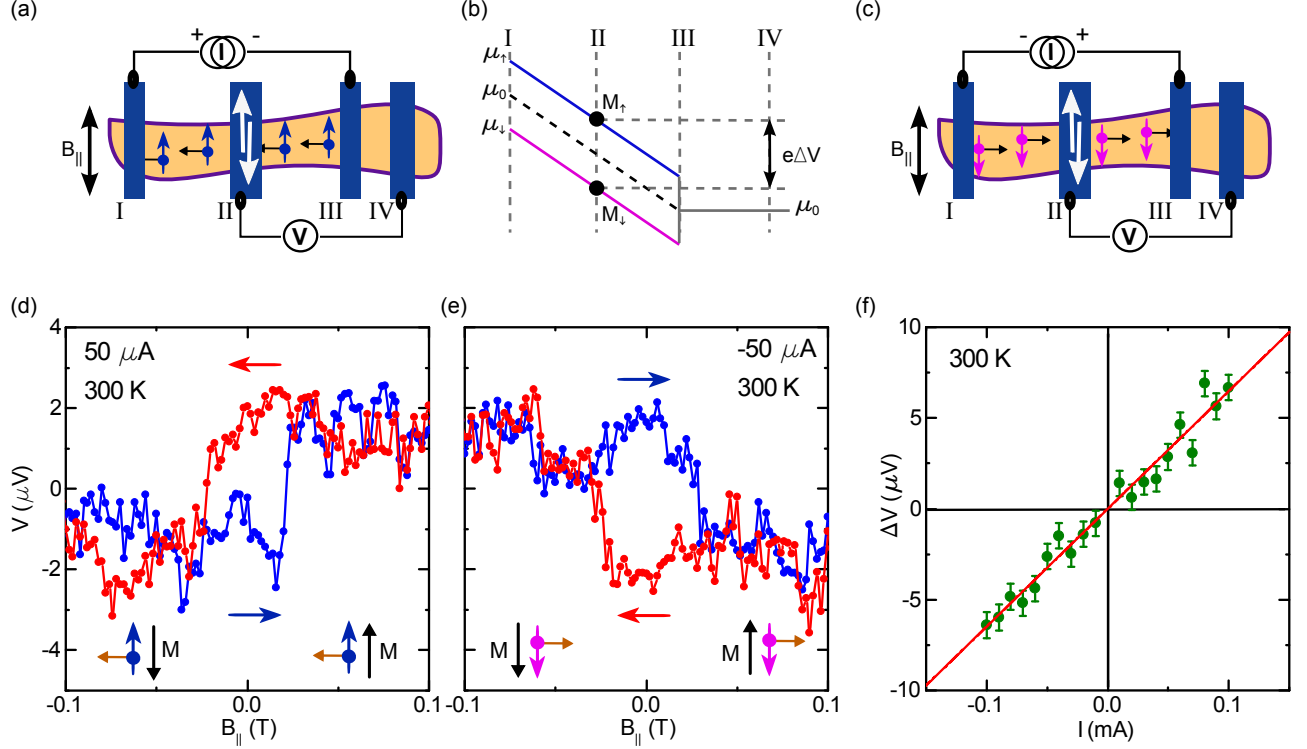 (a)
+ I -
B||
I II III IV
V
(b)
I II III IV
μ↑
μ0
μ↓
M↑
M↓
eΔV
μ0
(c)
- I +
B||
I II III IV
V
(d)
50 μA
300 K
V (μV)
4
2
0
-2
-4
M M
-0.1 0.0 0.1
B|| (T)
(e)
-50 μA
300 K
M M
-0.1 0.0 0.1
B|| (T)
(f)
300 K
ΔV (μV)
10
5
0
-5
-10
-0.1 0.0 0.1
I (mA)